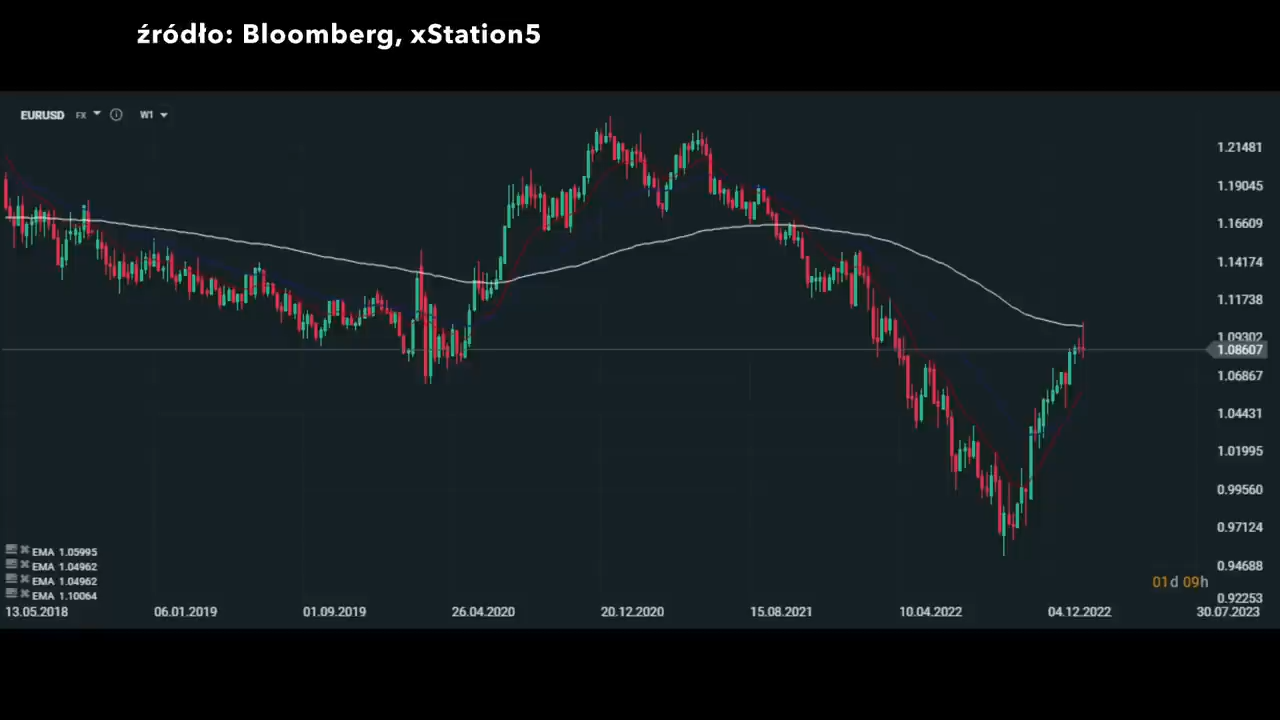 źródło: Bloomberg, xStation5
EURUSD FX W1
1.21481
1.19045
1.16609
1.14174
1.11738
1.09302
1.08607
1.06867
1.04431
1.01995
0.99560
0.97124
0.94688
0.92253
EMA 1.05995
EMA 1.04962
EMA 1.04962
EMA 1.10064
01d 09h
13.05.2018 06.01.2019 01.09.2019 26.04.2020 20.12.2020 15.08.2021 10.04.2022 04.12.2022 30.07.2023